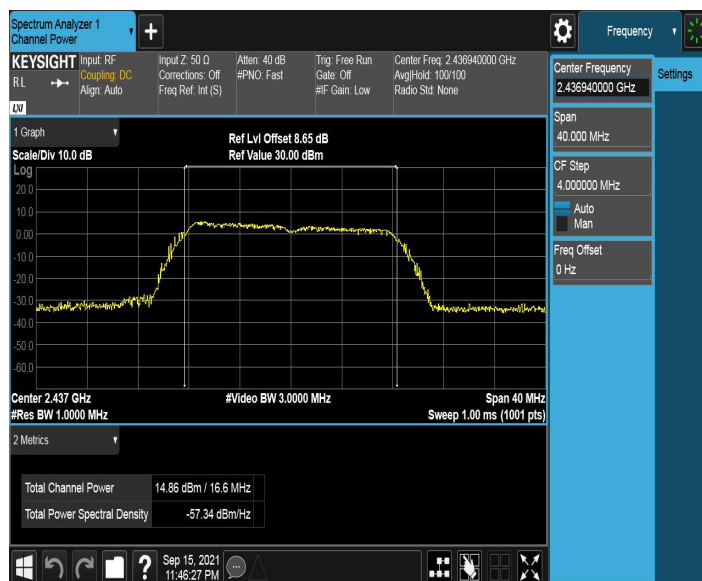 Spectrum Analyzer 1
Channel Power
+
Frequency
KEYSIGHT
RL
LXI
Input: RF
Coupling: DC
Align: Auto
Input Z: 50 Ω
Corrections: Off
Freq Ref: Int (S)
Atten: 40 dB
#PNO: Fast
Trig: Free Run
Gate: Off
#IF Gain: Low
Center Freq: 2.436940000 GHz
Avg|Hold: 100/100
Radio Std: None
Center Frequency
2.436940000 GHz
Settings
Span
40.000 MHz
CF Step
4.000000 MHz
Auto
Man
Freq Offset
0 Hz
1 Graph
Scale/Div 10.0 dB
Ref Lvl Offset 8.65 dB
Ref Value 30.00 dBm
Log
20.0
10.0
0.00
-10.0
-20.0
-30.0
-40.0
-50.0
-60.0
Center 2.437 GHz
#Video BW 3.0000 MHz
Span 40 MHz
#Res BW 1.0000 MHz
Sweep 1.00 ms (1001 pts)
2 Metrics
Total Channel Power 14.86 dBm / 16.6 MHz
Total Power Spectral Density -57.34 dBm/Hz
?
Sep 15, 2021
11:46:27 PM